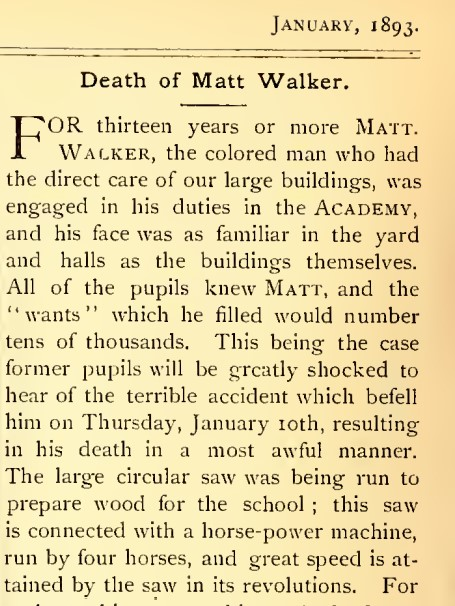 JANUARY, 1893.
Death of Matt Walker.
FOR thirteen years or more MATT.
WALKER, the colored man who had
the direct care of our large buildings, was
engaged in his duties in the ACADEMY,
and his face was as familiar in the yard
and halls as the buildings themselves.
All of the pupils knew MATT, and the
"wants" which he filled would number
tens of thousands. This being the case
former pupils will be grcatly shocked to
hear of the terrible accident which befell
him on Thursday, January 10th, resulting
in his death in a most awful manner.
The large circular saw was being run to
prepare wood for the school ; this saw
is connected with a horse-power machine,
run by four horses, and great speed is at-
tained by the saw in its revolutions. For